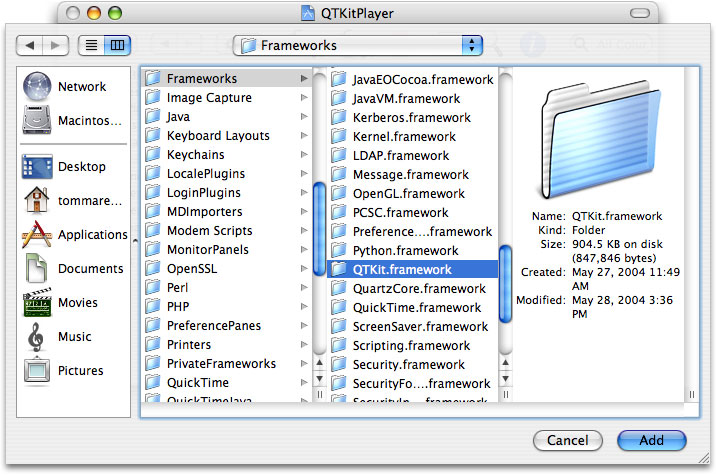 QTKitPlayer
Frameworks
Network
Macintos...
Desktop
tommare...
Applications
Documents
Movies
Music
Pictures
Frameworks
Image Capture
Java
Keyboard Layouts
Keychains
LocalePlugins
LoginPlugins
MDImporters
Modem Scripts
MonitorPanels
OpenSSL
Perl
PHP
PreferencePanes
Printers
PrivateFrameworks
QuickTime
QuickTimeJava
JavaEOCocoa.framework
JavaVM.framework
Kerberos.framework
Kernel.framework
LDAP.framework
Message.framework
OpenGL.framework
PCSC.framework
Preference....framework
Python.framework
QTKit.framework
QuartzCore.framework
QuickTime.framework
ScreenSaver.framework
Scripting.framework
Security.framework
SecurityFo....framework
SecurityIn....framework
Name: QTKit.framework
Kind: Folder
Size: 904.5 KB on disk
(847,846 bytes)
Created: May 27, 2004 11:49
AM
Modified: May 28, 2004 3:36
PM
Cancel
Add